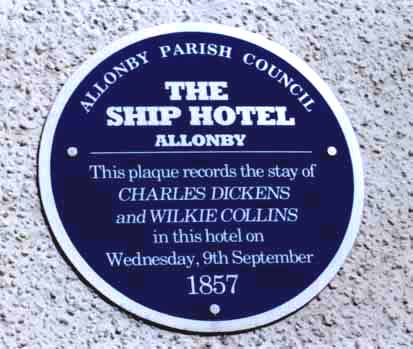 ALLONBY PARISH COUNCIL
THE
SHIP HOTEL
ALLONBY
This plaque records the stay of
CHARLES DICKENS
and WILKIE COLLINS
in this hotel on
Wednesday, 9th September
1857